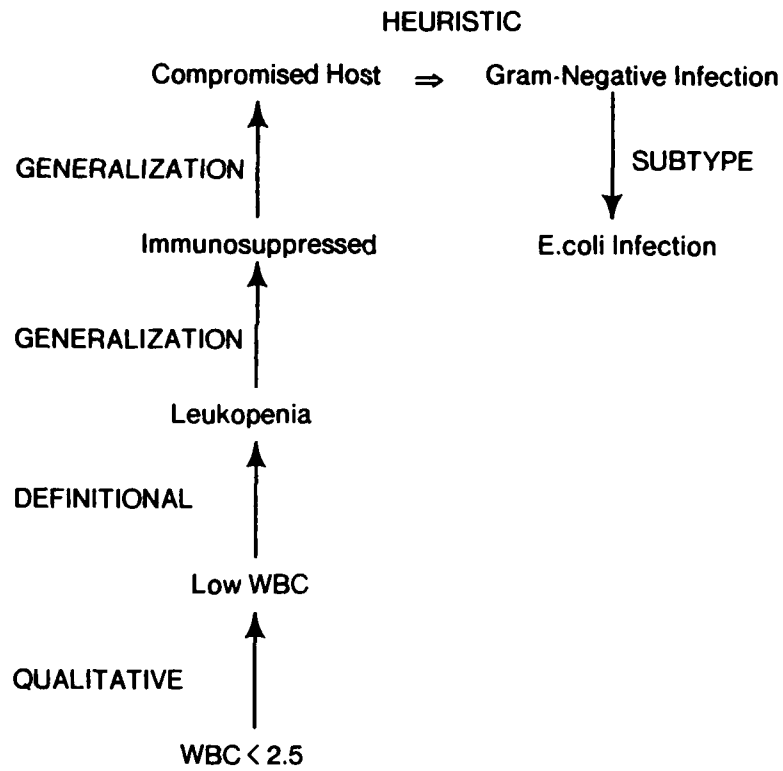 HEURISTIC
Compromised Host ⇒ Gram-Negative Infection
GENERALIZATION
SUBTYPE
Immunosuppressed
E.coli Infection
GENERALIZATION
Leukopenia
DEFINITIONAL
Low WBC
QUALITATIVE
WBC < 2.5